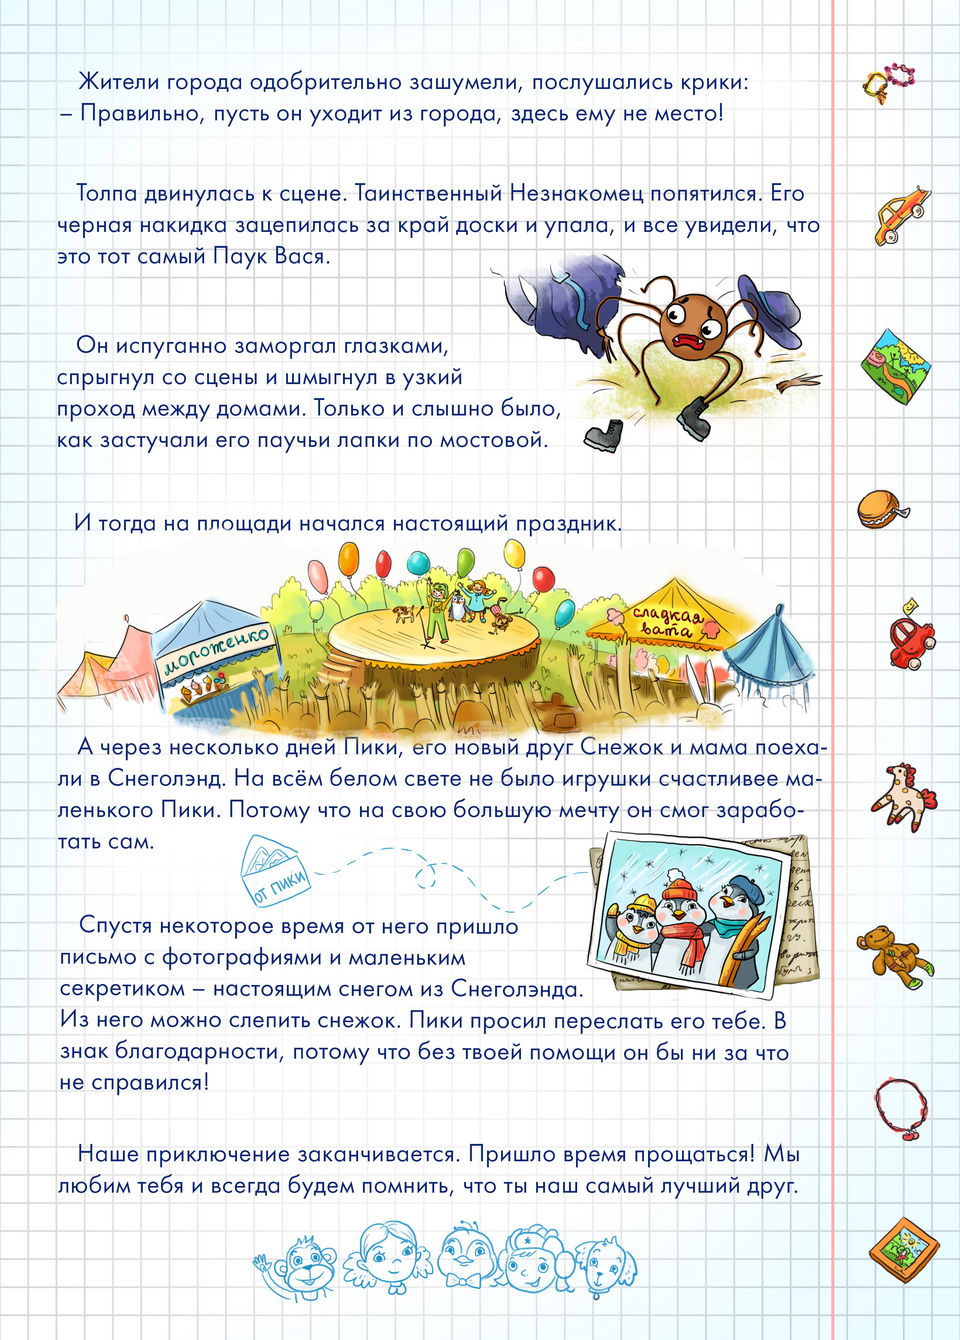 Жители города одобрительно зашумели, послушались крики:
– Правильно, пусть он уходит из города, здесь ему не место!
Толпа двинулась к сцене. Таинственный Незнакомец попятился. Его
черная накидка зацепилась за край доски и упала, и все увидели, что
это тот самый Паук Вася.
Он испуганно заморгал глазками,
спрыгнул со сцены и шмыгнул в узкий
проход между домами. Только и слышно было,
как застучали его паучьи лапки по мостовой.
И тогда на площади начался настоящий праздник.
мороженко
сладкая
вата
А через несколько дней Пики, его новый друг Снежок и мама поеха-
ли в Снеголэнд. На всём белом свете не было игрушки счастливее ма-
ленького Пики. Потому что на свою большую мечту он смог зарабо-
тать сам.
ОТ ПИКИ
Спустя некоторое время от него пришло
письмо с фотографиями и маленьким
секретиком – настоящим снегом из Снеголэнда.
Из него можно слепить снежок. Пики просил переслать его тебе. В
знак благодарности, потому что без твоей помощи он бы ни за что
не справился!
Наше приключение заканчивается. Пришло время прощаться! Мы
любим тебя и всегда будем помнить, что ты наш самый лучший друг.